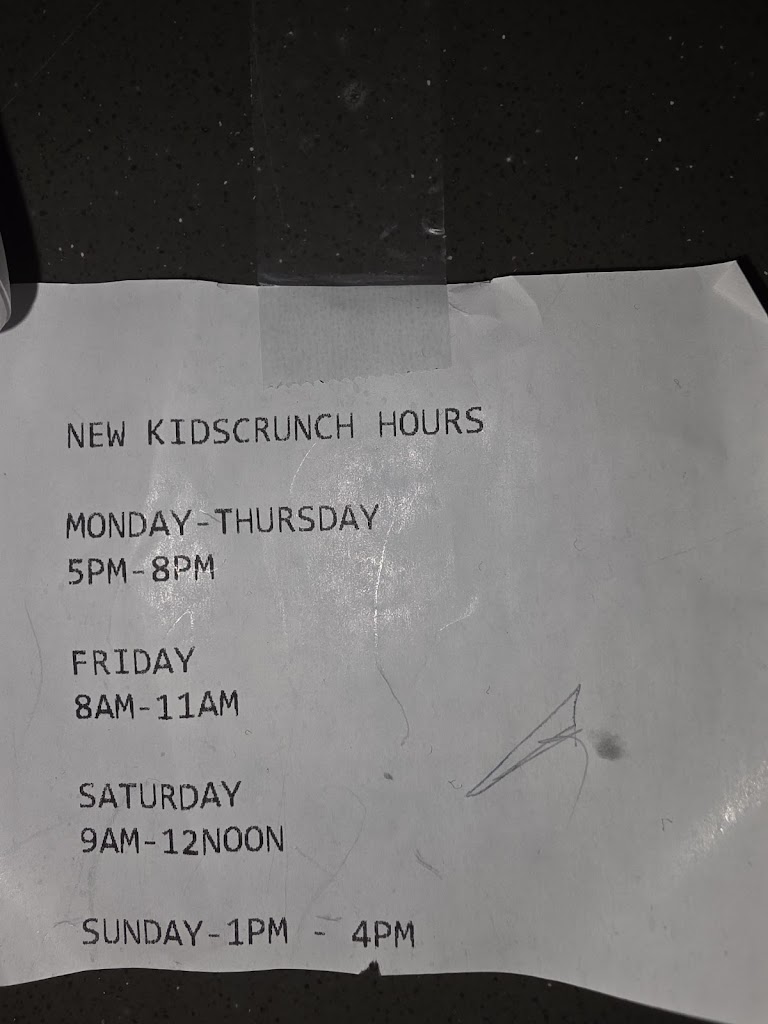 NEW KIDSCRUNCH HOURS
MONDAY-THURSDAY
5PM-8PM
FRIDAY
8AM-11AM
SATURDAY
9AM-12NOON
SUNDAY-1PM - 4PM